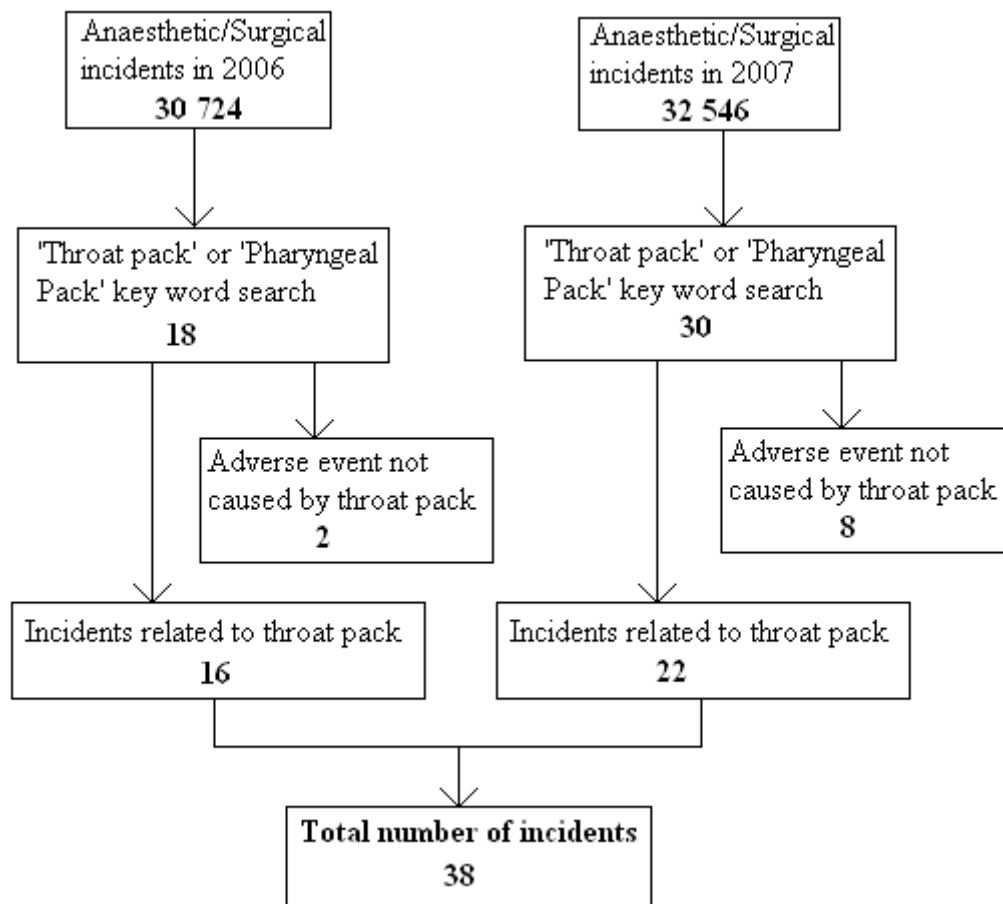 Anaesthetic/Surgical
incidents in 2006
30 724
Anaesthetic/Surgical
incidents in 2007
32 546
'Throat pack' or 'Pharyngeal
Pack' key word search
18
'Throat pack' or 'Pharyngeal
Pack' key word search
30
Adverse event not
caused by throat pack
2
Adverse event not
caused by throat pack
8
Incidents related to throat pack
16
Incidents related to throat pack
22
Total number of incidents
38